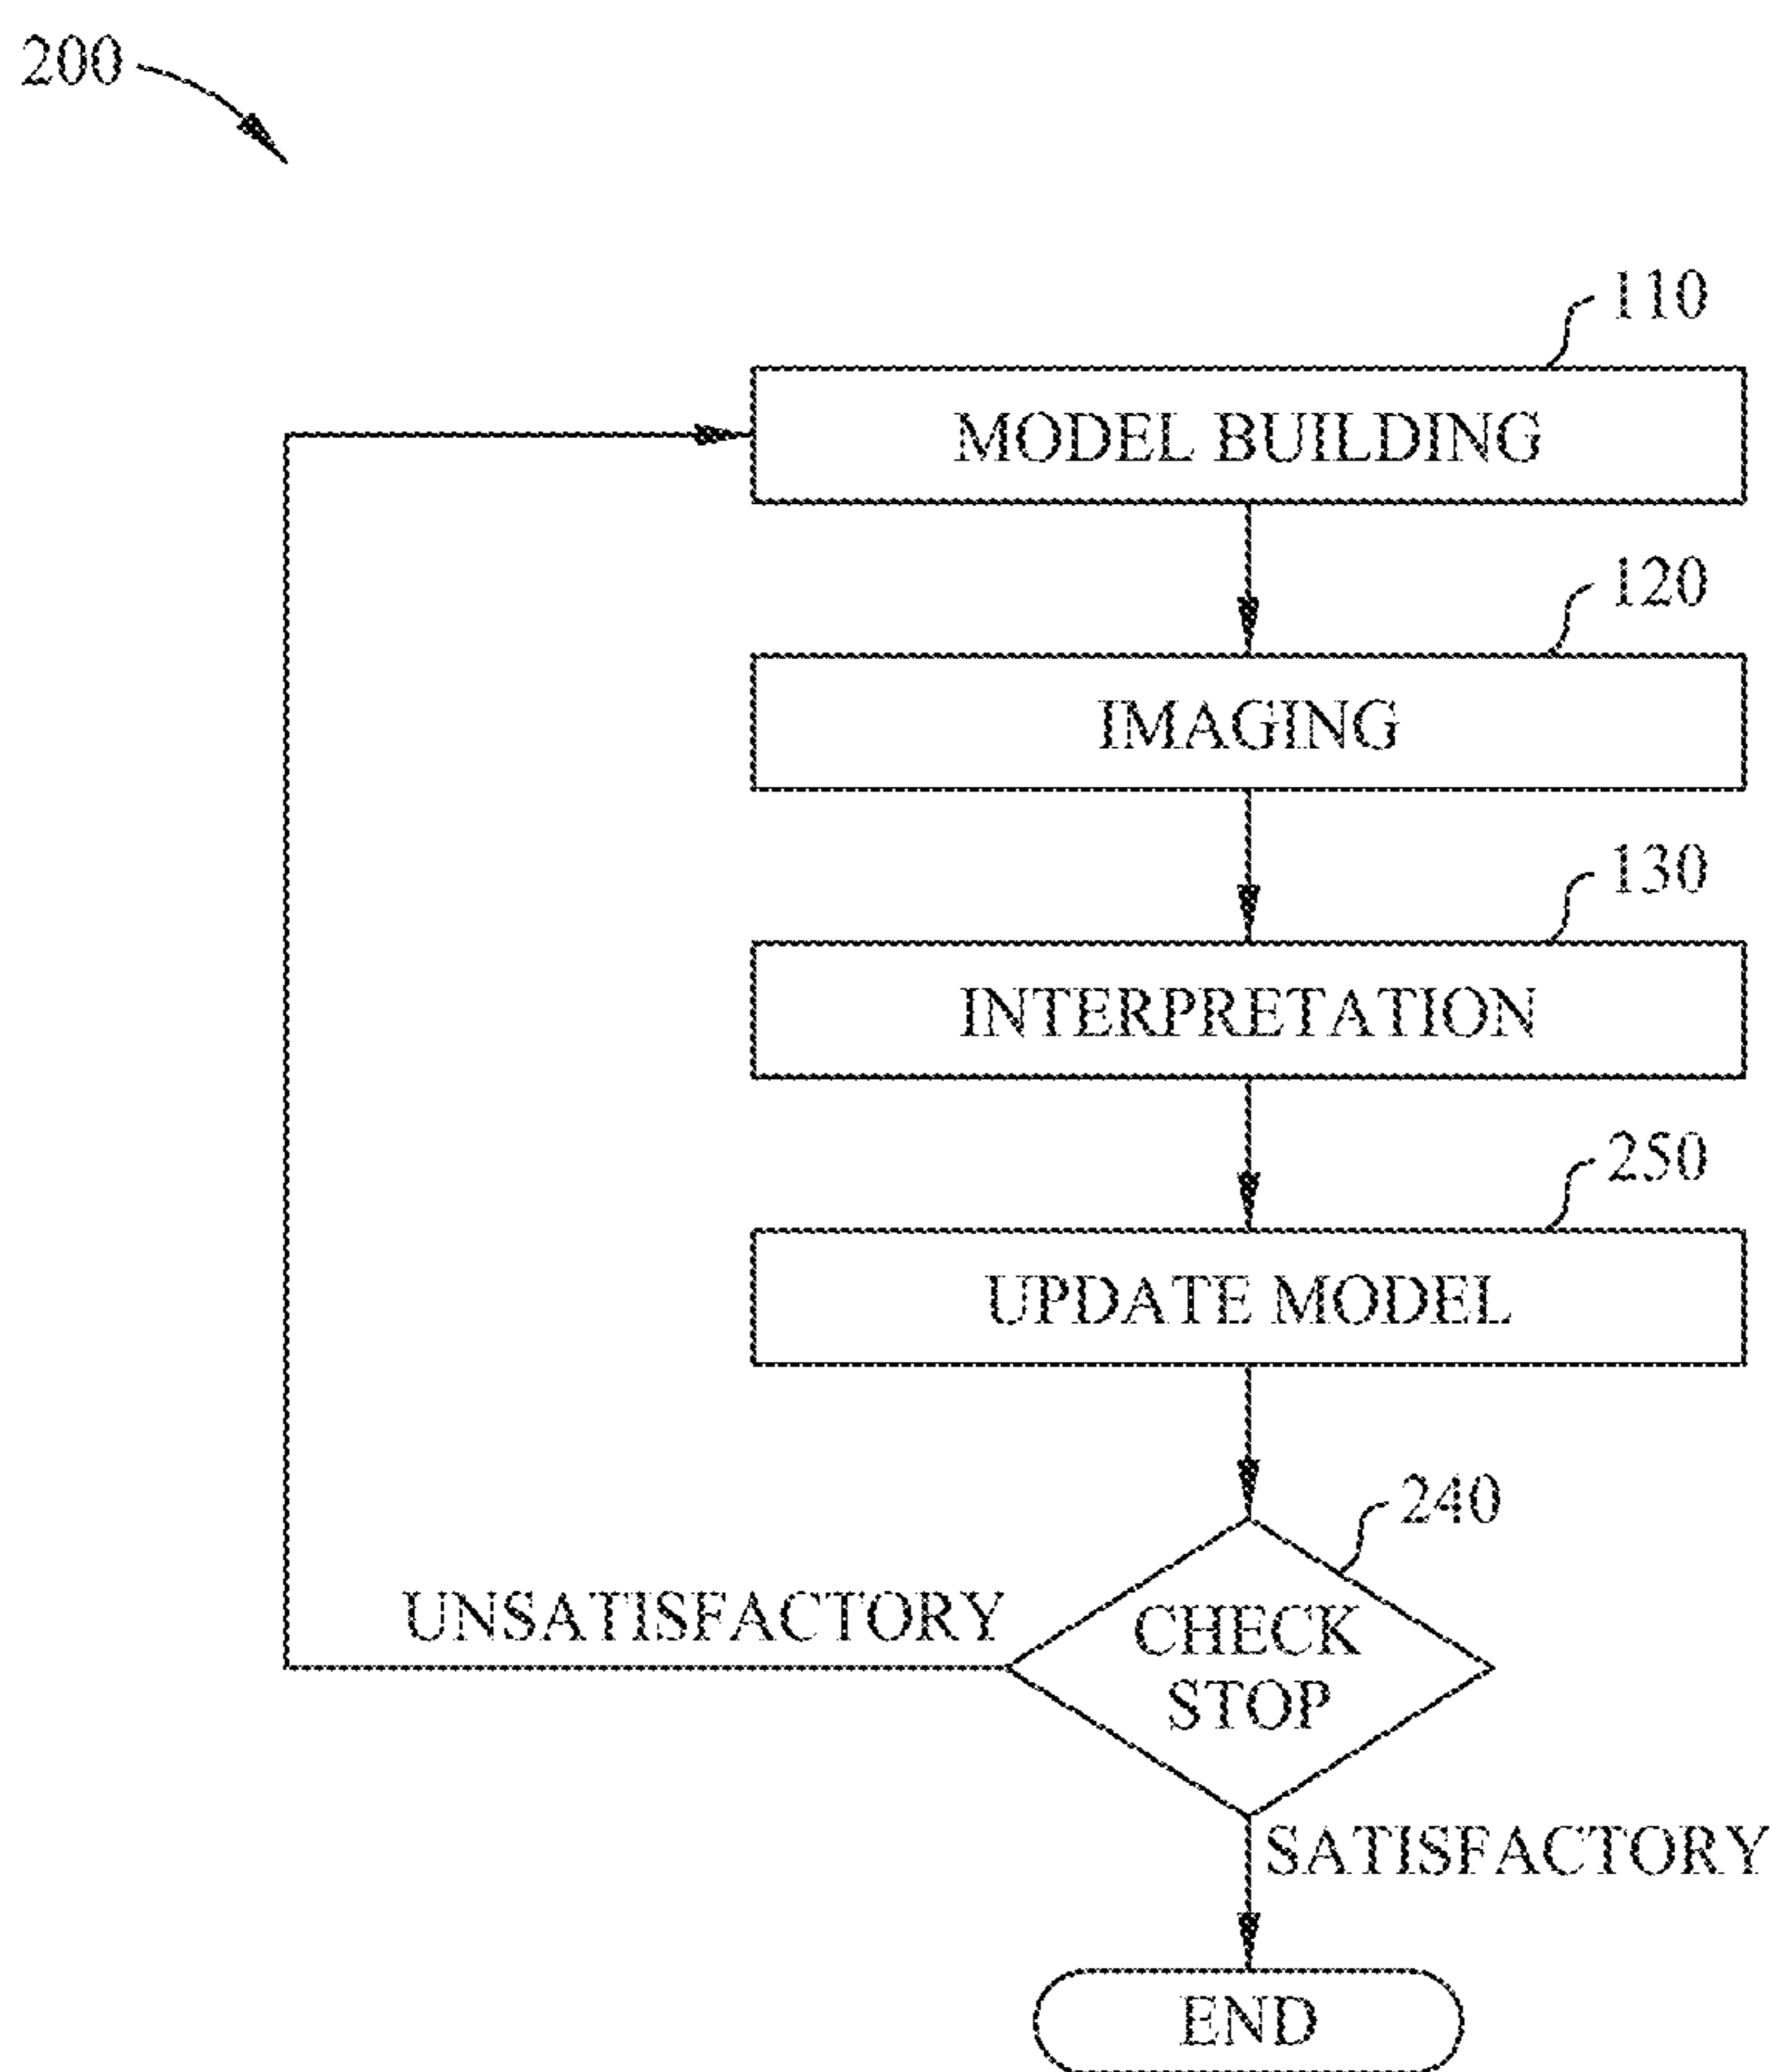 200
110
MODEL BUILDING
120
IMAGING
130
INTERPRETATION
250
UPDATE MODEL
240
CHECK
STOP
UNSATISFACTORY
SATISFACTORY
END